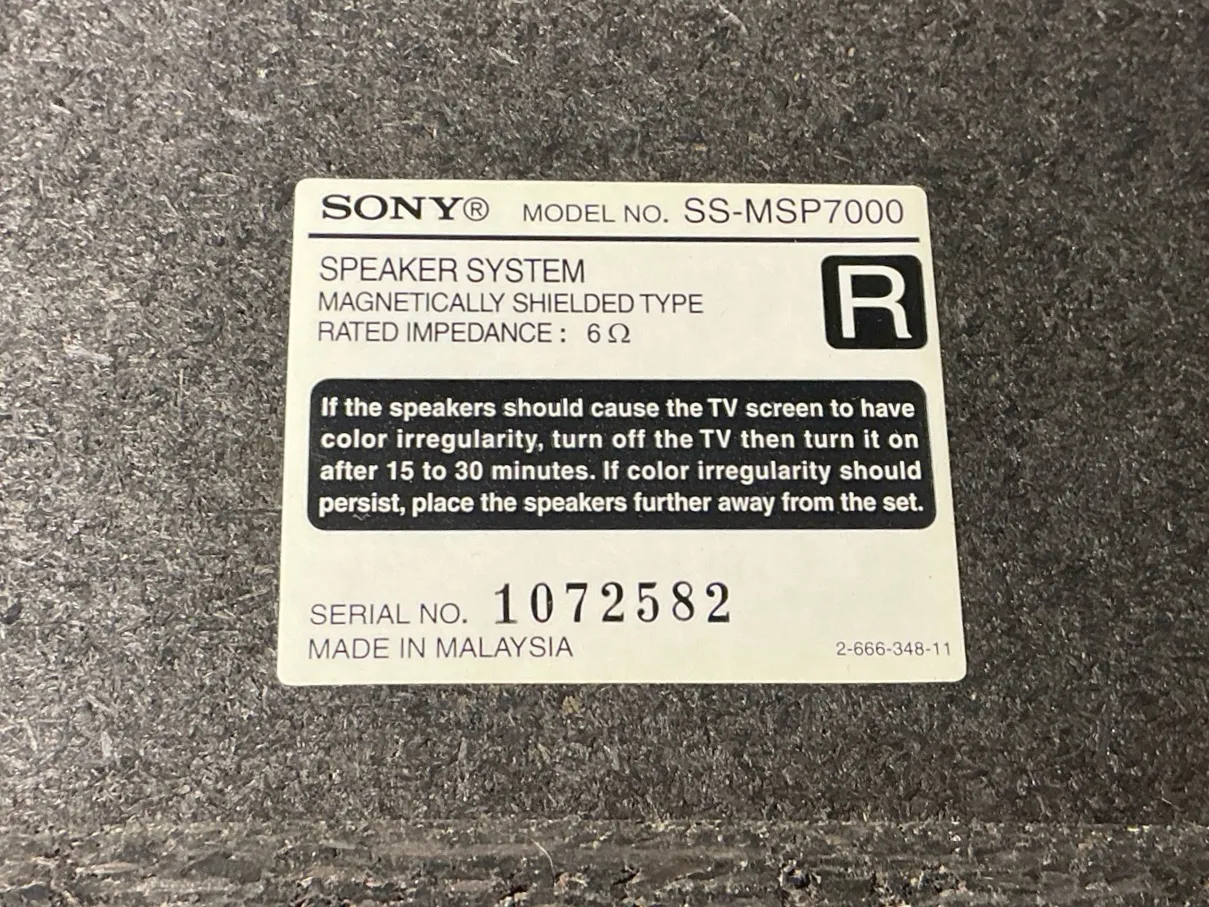 SONY® MODEL NO. SS-MSP7000
SPEAKER SYSTEM
MAGNETICALLY SHIELDED TYPE
RATED IMPEDANCE : 6 Ω
R
If the speakers should cause the TV screen to have
color irregularity, turn off the TV then turn it on
after 15 to 30 minutes. If color irregularity should
persist, place the speakers further away from the set.
SERIAL NO. 1072582
MADE IN MALAYSIA 2-666-348-11